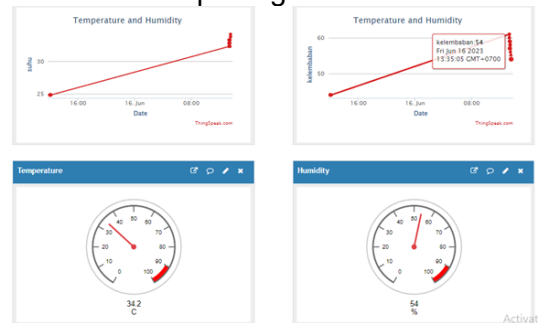 Temperature and Humidity
suhu
30
25
16:00
16. Jun
08:00
Date
ThingSpeak.com
Temperature and Humidity
kelembaban
60
50
kelembaban:54
Fri Jun 16 2023
13:35:05 GMT+0700
16:00
16. Jun
08:00
Date
ThingSpeak.com
Temperature
0
10
20
30
40
50
60
70
80
90
100
34.2
C
Humidity
0
10
20
30
40
50
60
70
80
90
100
54
%
Activat